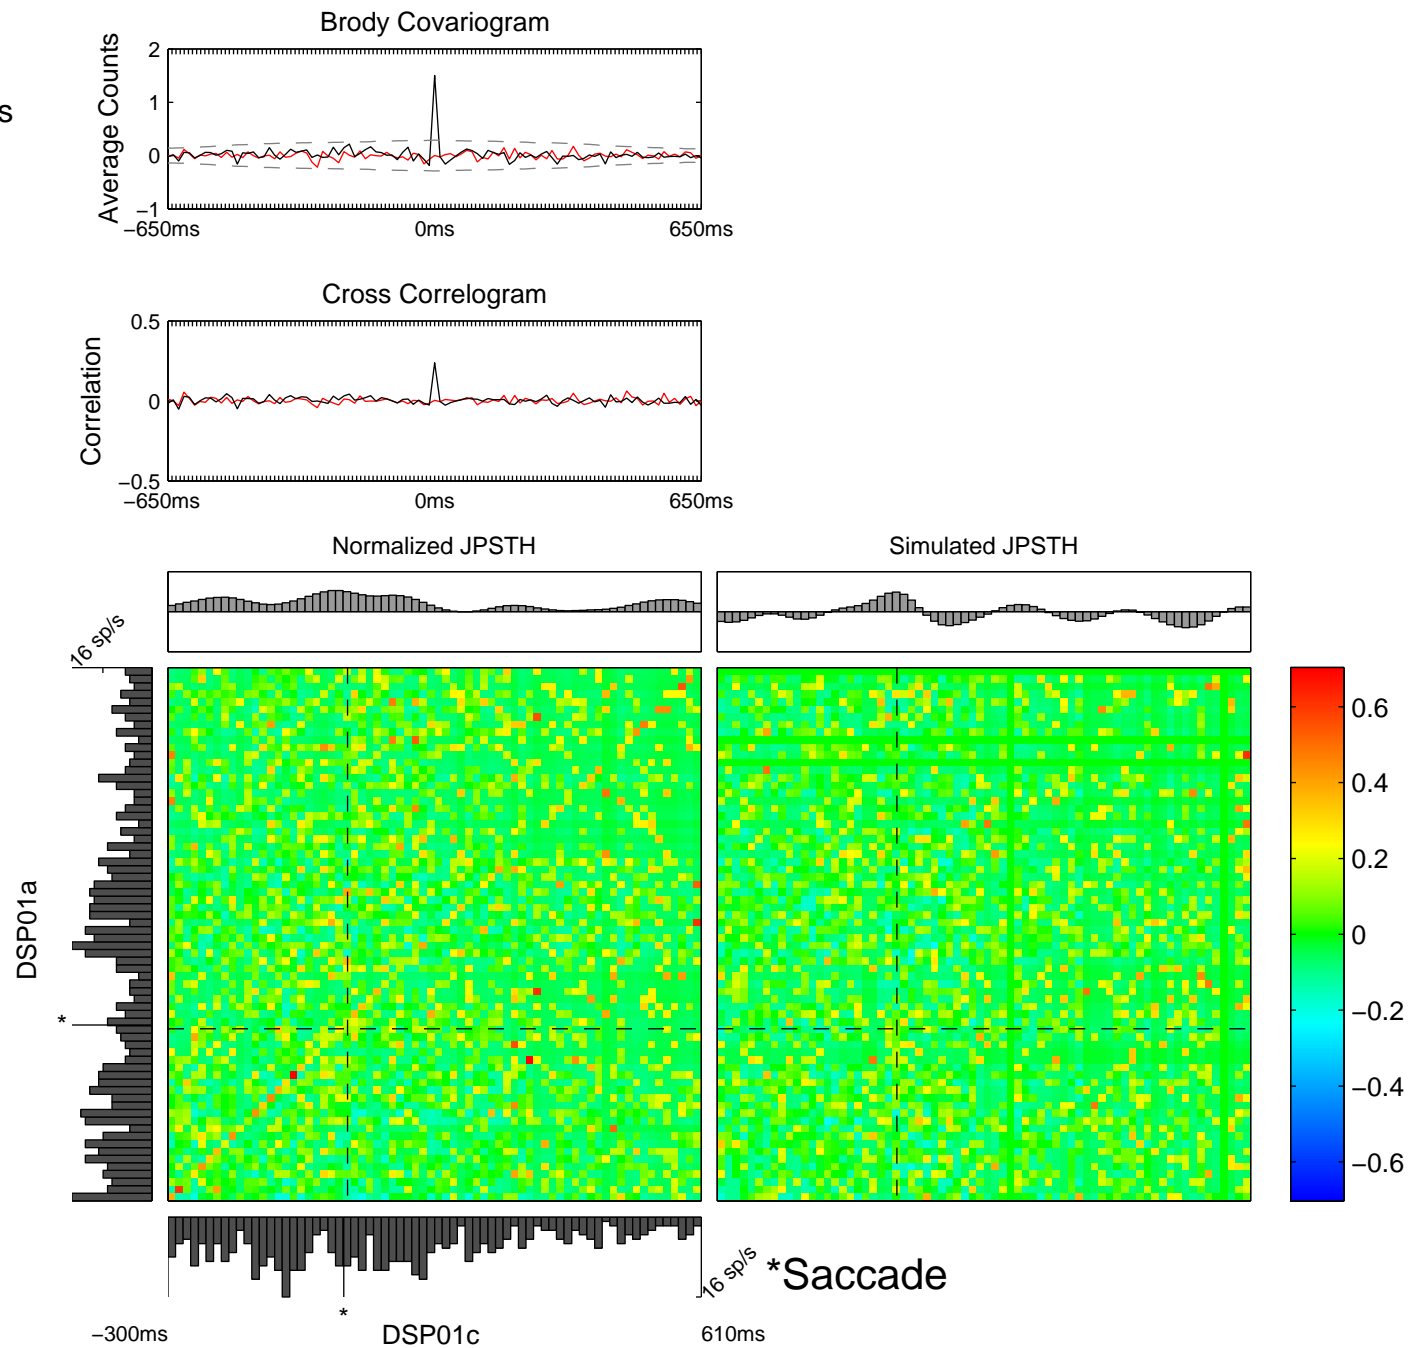 Brody Covariogram
s
Average Counts
2
1
0
−1
−650ms
0ms
650ms
Cross Correlogram
Correlation
0.5
0
−0.5
−650ms
0ms
650ms
Normalized JPSTH
Simulated JPSTH
16 sp/s
DSP01a
*
0.6
0.4
0.2
0
−0.2
−0.4
−0.6
16 sp/s
*Saccade
*
−300ms
DSP01c
610ms